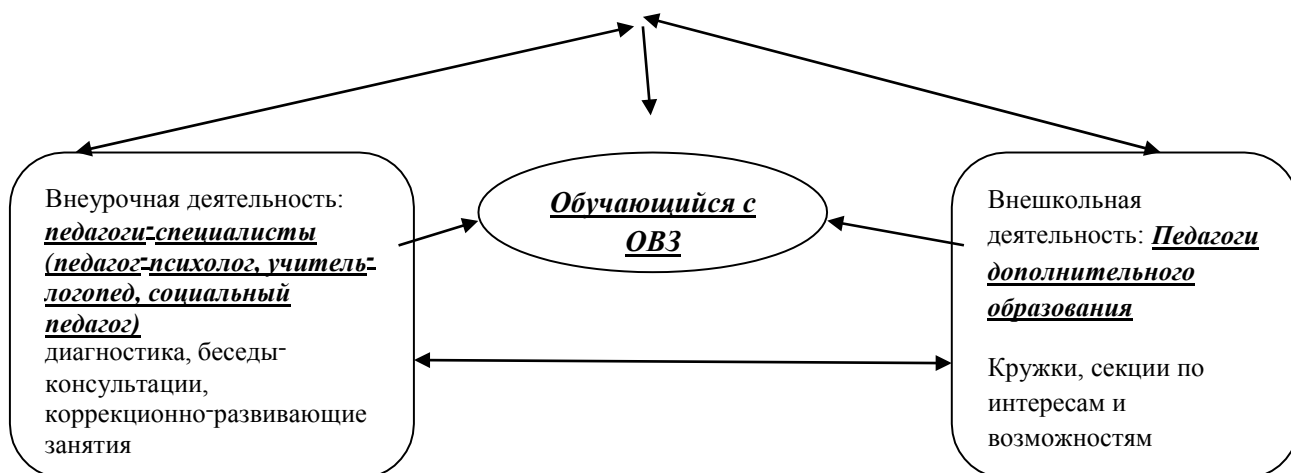 Внеурочная деятельность:
педагоги-специалисты
(педагог-психолог, учитель-
логопед, социальный
педагог)
диагностика, беседы-
консультации,
коррекционно-развивающие
занятия
Обучающийся с
ОВЗ
Внешкольная
деятельность: Педагоги
дополнительного
образования
Кружки, секции по
интересам и
возможностям